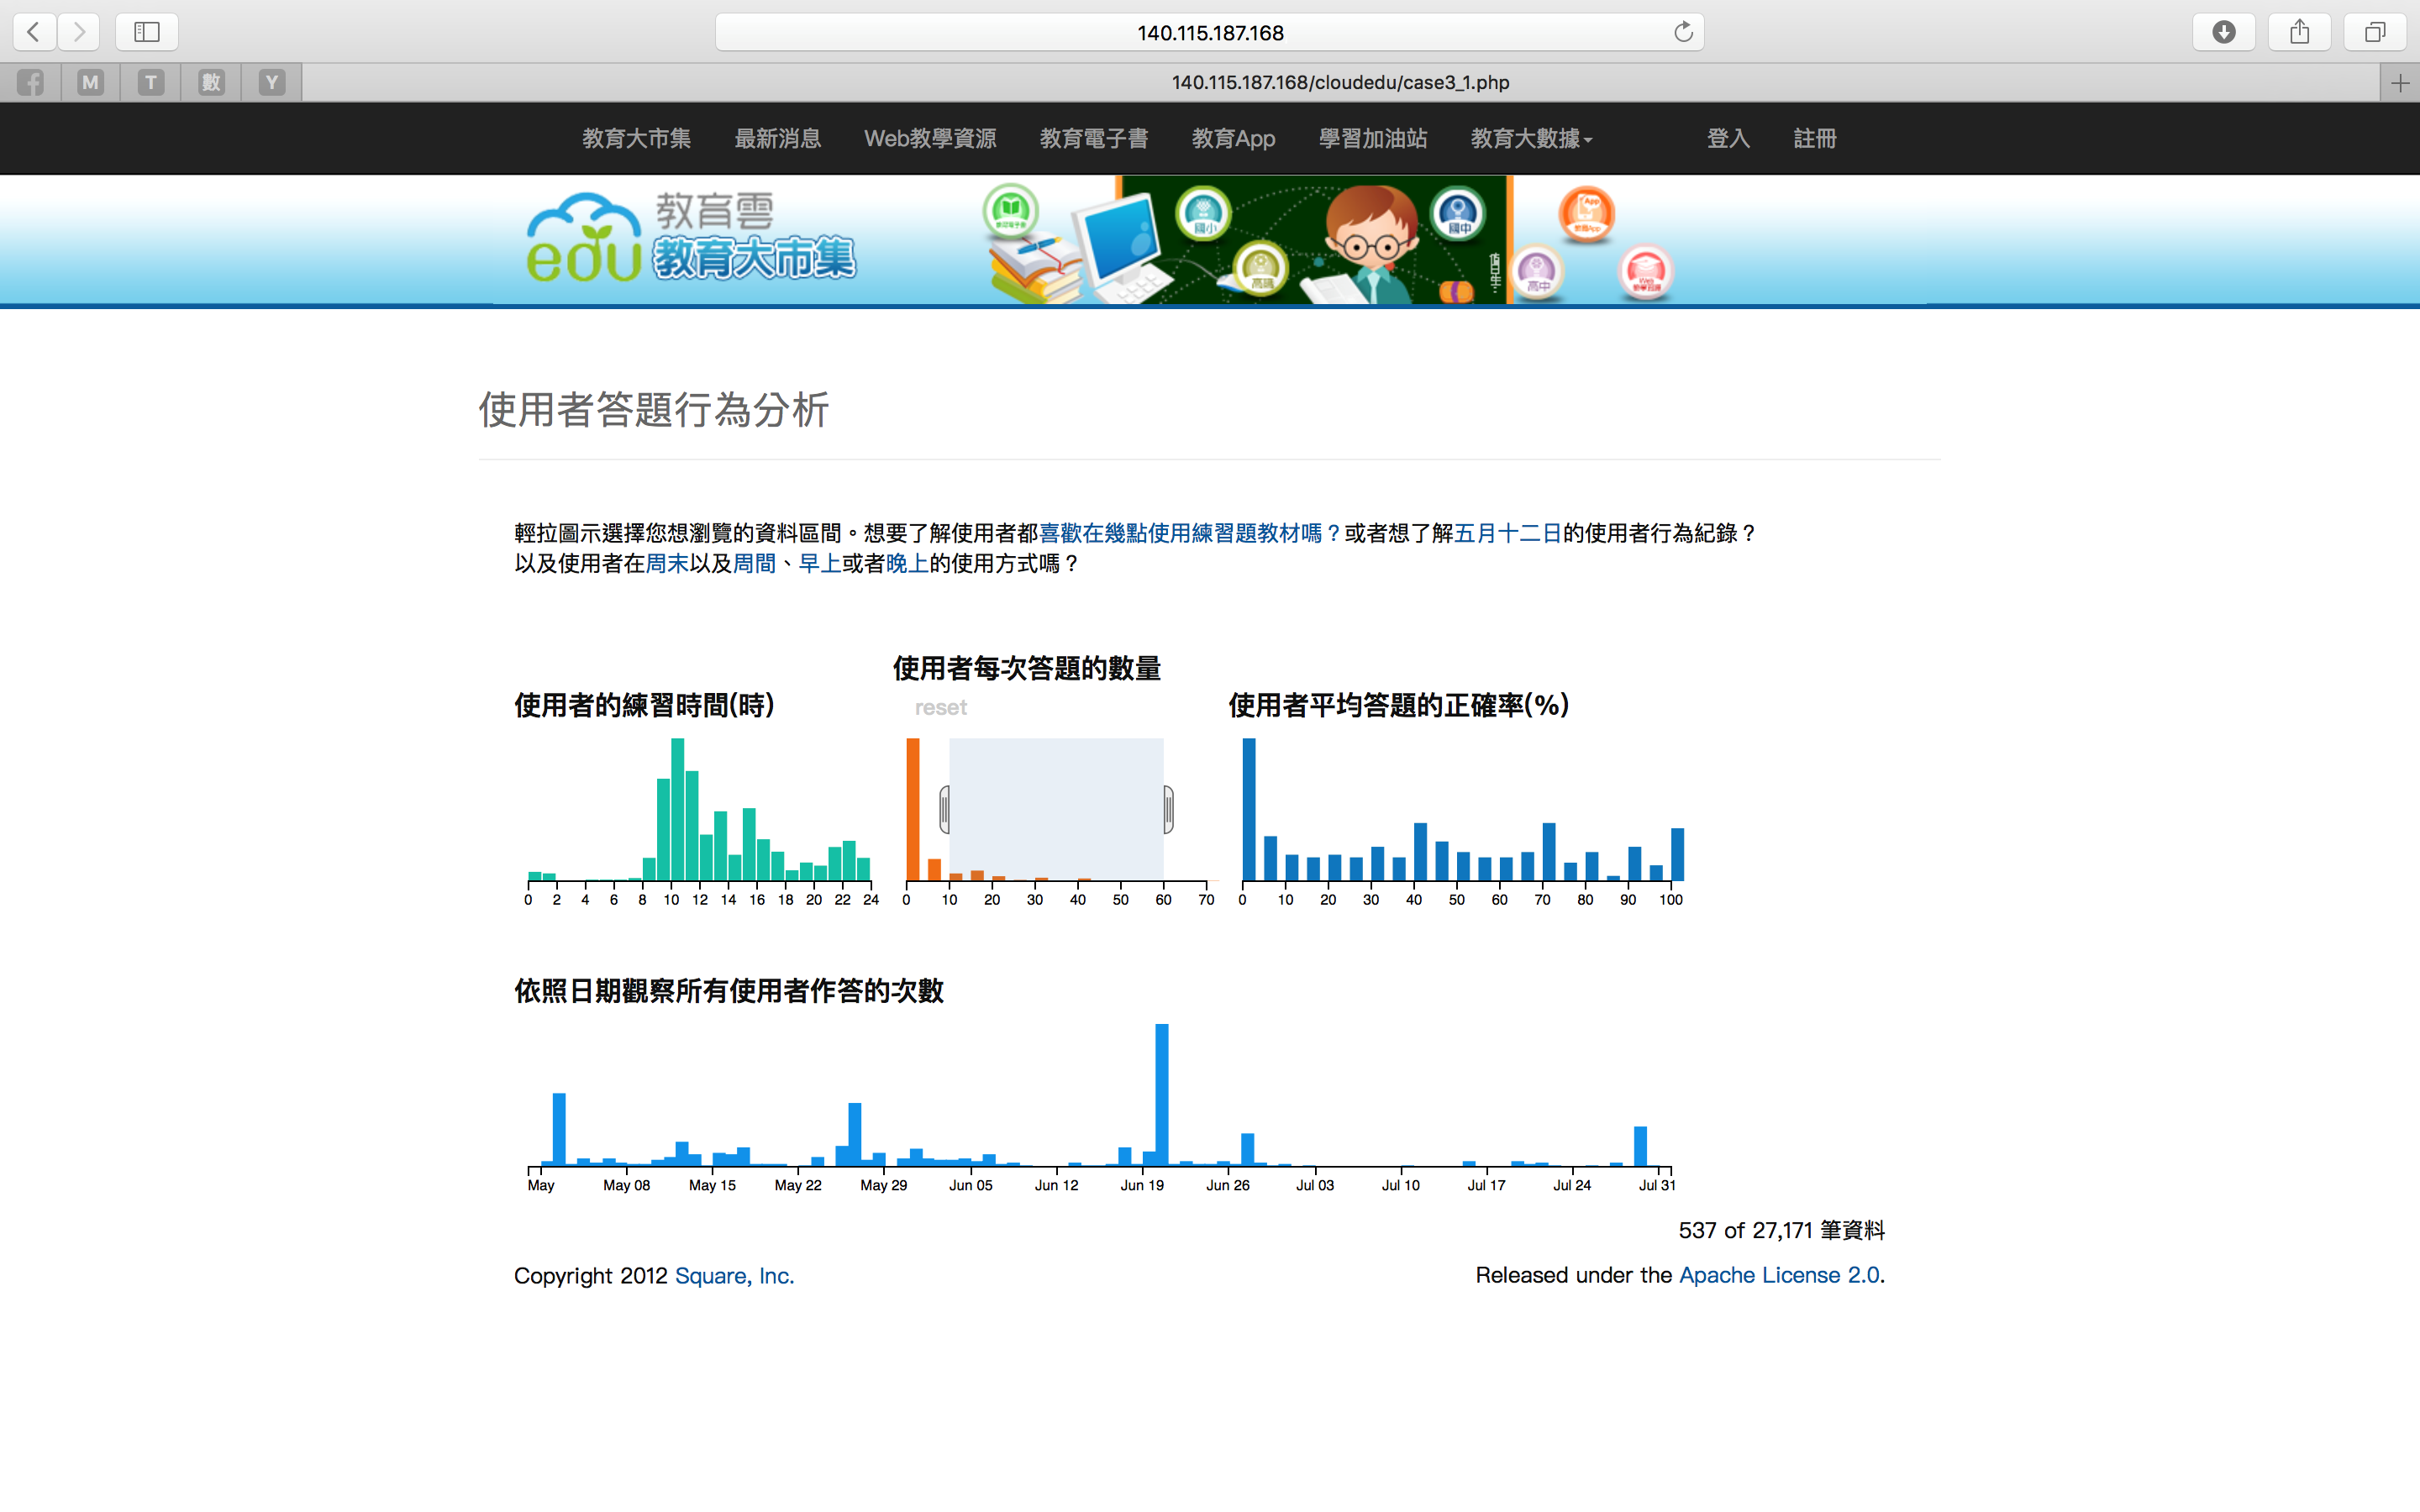 140.115.187.168
M T 數 Y 140.115.187.168/cloudedu/case3_1.php
教育大市集 最新消息 Web教學資源 教育電子書 教育App 學習加油站 教育大數據 登入 註冊
教育雲
edu 教育大市集
國小 國中
高中
值日生:
使用者答題行為分析
輕拉圖示選擇您想瀏覽的資料區間。想要了解使用者都喜歡在幾點使用練習題教材嗎？或者想了解五月十二日的使用者行為紀錄？
以及使用者在周末以及周間、早上或者晚上的使用方式嗎？
使用者的練習時間(時)
0 2 4 6 8 10 12 14 16 18 20 22 24
使用者每次答題的數量
reset
0 10 20 30 40 50 60 70
使用者平均答題的正確率(%)
0 10 20 30 40 50 60 70 80 90 100
依照日期觀察所有使用者作答的次數
May May 08 May 15 May 22 May 29 Jun 05 Jun 12 Jun 19 Jun 26 Jul 03 Jul 10 Jul 17 Jul 24 Jul 31
537 of 27,171 筆資料
Copyright 2012 Square, Inc.
Released under the Apache License 2.0.